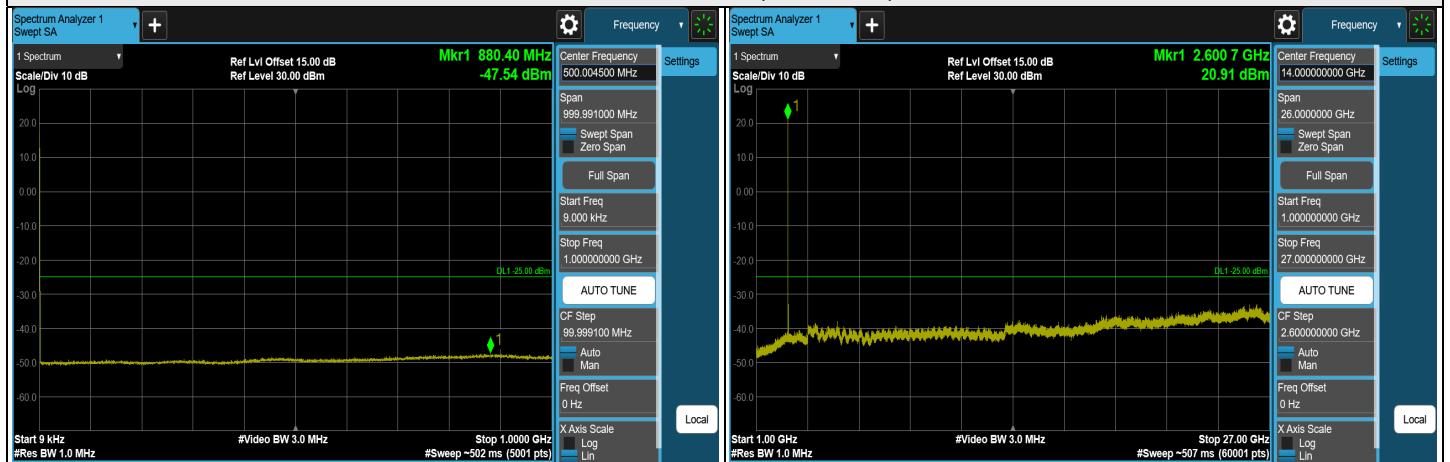 Spectrum Analyzer 1
Swept SA
+
Frequency
1 Spectrum
Scale/Div 10 dB
Log
Ref Lvl Offset 15.00 dB
Ref Level 30.00 dBm
Mkr1 880.40 MHz
-47.54 dBm
20.0
10.0
0.00
-10.0
-20.0
-30.0
-40.0
-50.0
-60.0
DL1 -25.00 dBm
1
Start 9 kHz
#Res BW 1.0 MHz
#Video BW 3.0 MHz
Stop 1.0000 GHz
#Sweep ~502 ms (5001 pts)
Center Frequency
500.004500 MHz
Span
999.991000 MHz
Swept Span
Zero Span
Full Span
Start Freq
9.000 kHz
Stop Freq
1.000000000 GHz
AUTO TUNE
CF Step
99.999100 MHz
Auto
Man
Freq Offset
0 Hz
X Axis Scale
Log
Lin
Settings
Local
Spectrum Analyzer 1
Swept SA
+
Frequency
1 Spectrum
Scale/Div 10 dB
Log
Ref Lvl Offset 15.00 dB
Ref Level 30.00 dBm
Mkr1 2.600 7 GHz
20.91 dBm
1
20.0
10.0
0.00
-10.0
-20.0
-30.0
-40.0
-50.0
-60.0
DL1 -25.00 dBm
Start 1.00 GHz
#Res BW 1.0 MHz
#Video BW 3.0 MHz
Stop 27.00 GHz
#Sweep ~507 ms (60001 pts)
Center Frequency
14.000000000 GHz
Span
26.0000000 GHz
Swept Span
Zero Span
Full Span
Start Freq
1.000000000 GHz
Stop Freq
27.000000000 GHz
AUTO TUNE
CF Step
2.600000000 GHz
Auto
Man
Freq Offset
0 Hz
X Axis Scale
Log
Lin
Settings
Local